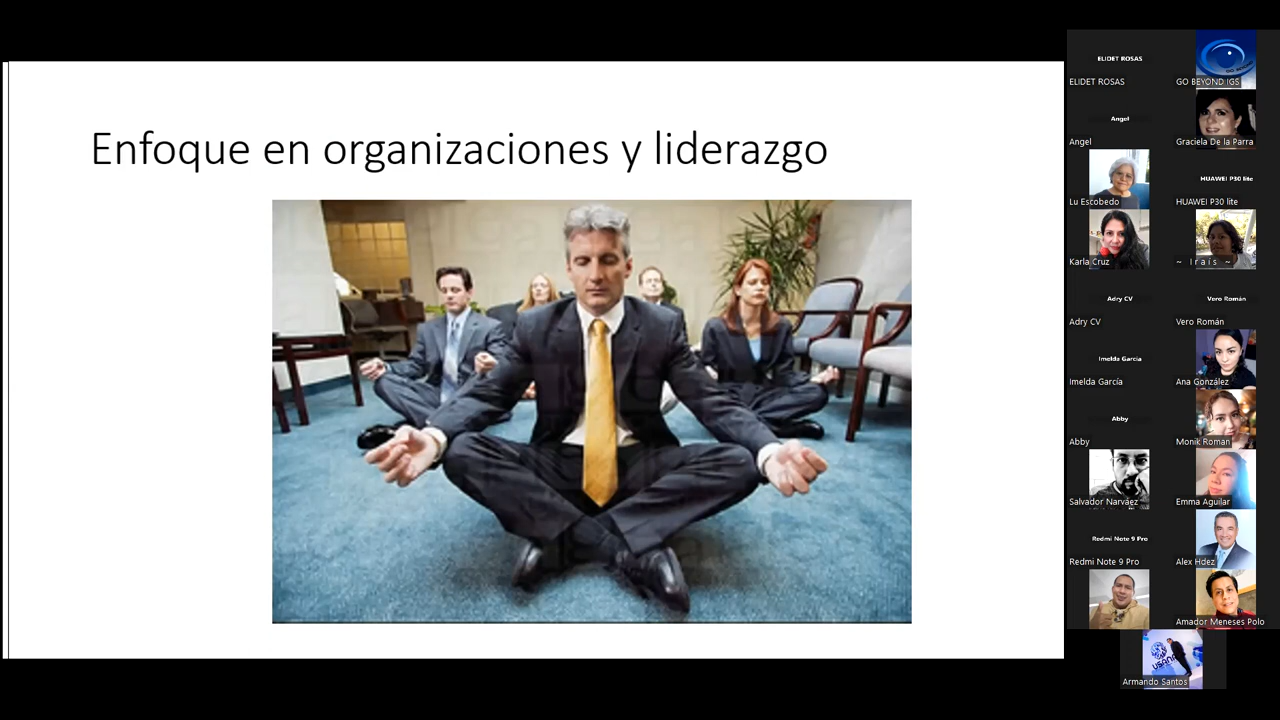 Enfoque en organizaciones y liderazgo
ELIDET ROSAS
ELIDET ROSAS
GO BEYOND IGS
Angel
Angel
Graciela De la Parra
Lu Escobedo
HUAWEI P30 lite
HUAWEI P30 lite
Karla Cruz
~ I r a í s ~
Adry CV
Adry CV
Vero Román
Vero Román
Imelda García
Imelda García
Ana González
Abby
Abby
Monik Roman
Salvador Narváez
Emma Aguilar
Redmi Note 9 Pro
Redmi Note 9 Pro
Alex Hdez
Amador Meneses Polo
USANA
Armando Santos